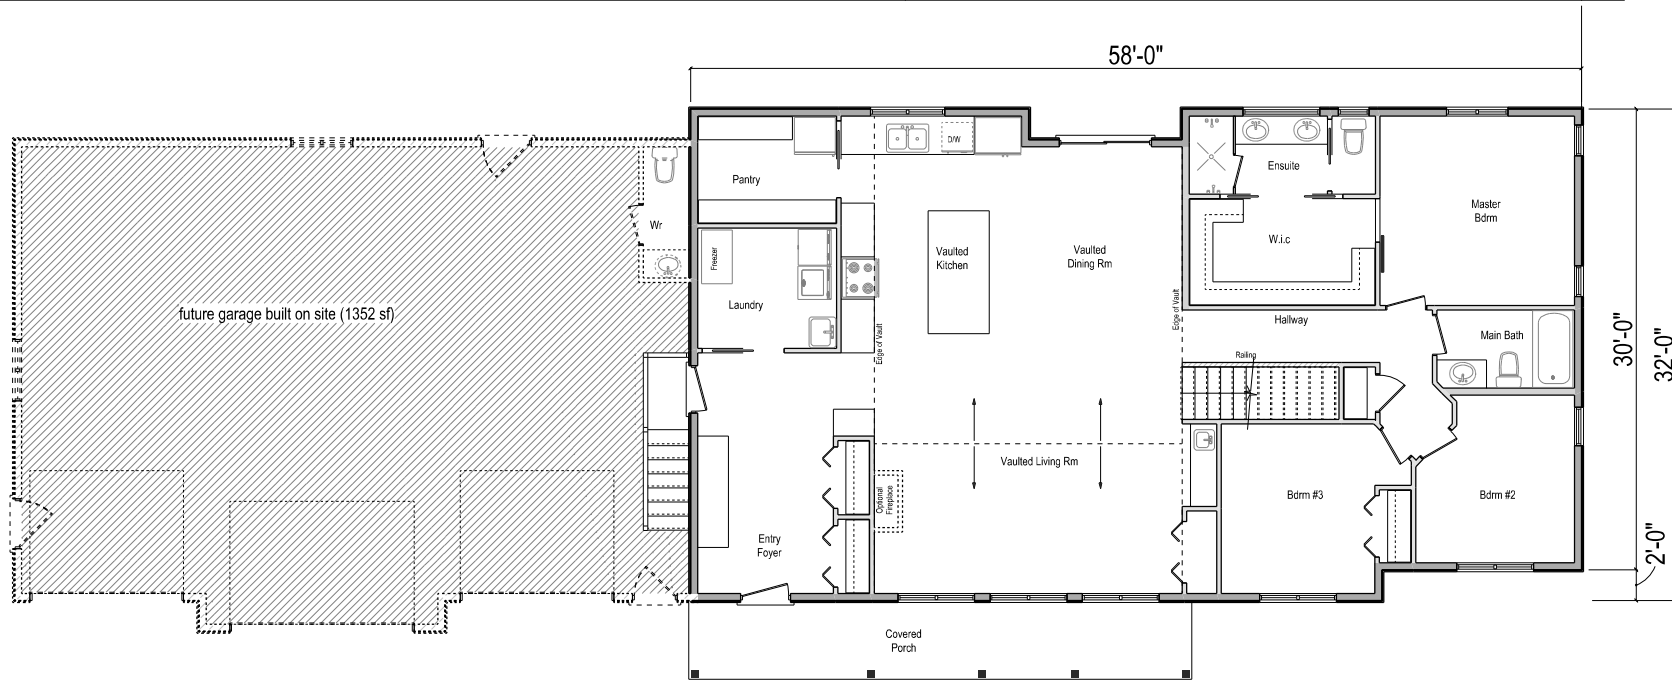 58'-0"
D/W
Pantry
Ensuite
Master
Bdrm
Wr
Vaulted
Kitchen
Vaulted
Dining Rm
W.i.c
Freezer
Laundry
future garage built on site (1352 sf)
Edge of Vault
Edge of Vault
Hallway
Main Bath
30'-0"
32'-0"
Railing
Vaulted Living Rm
Optional
Fireplace
Bdrm #3
Bdrm #2
Entry
Foyer
2'-0"
Covered
Porch